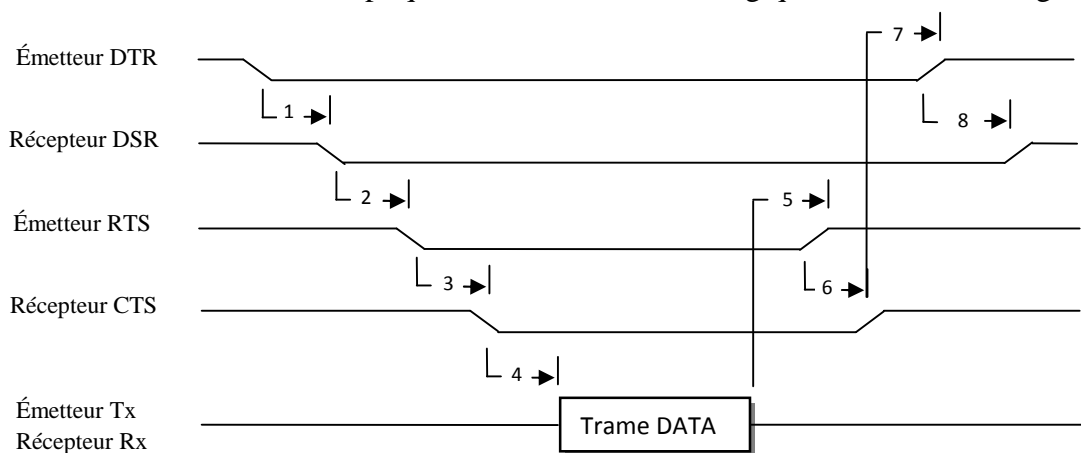 7
Émetteur DTR
1
8
Récepteur DSR
2
5
Émetteur RTS
3
6
Récepteur CTS
4
Émetteur Tx
Trame DATA
Récepteur Rx